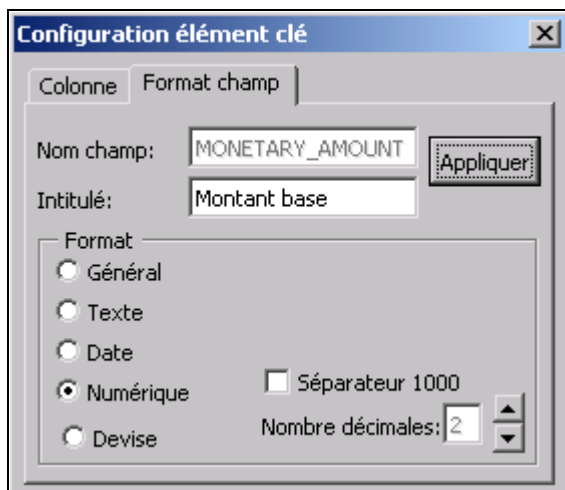 Configuration élément clé
Colonne Format champ
Nom champ: MONETARY_AMOUNT Appliquer
Intitulé: Montant base
Format
Général
Texte
Date
Numérique Séparateur 1000
Devise Nombre décimales: 2